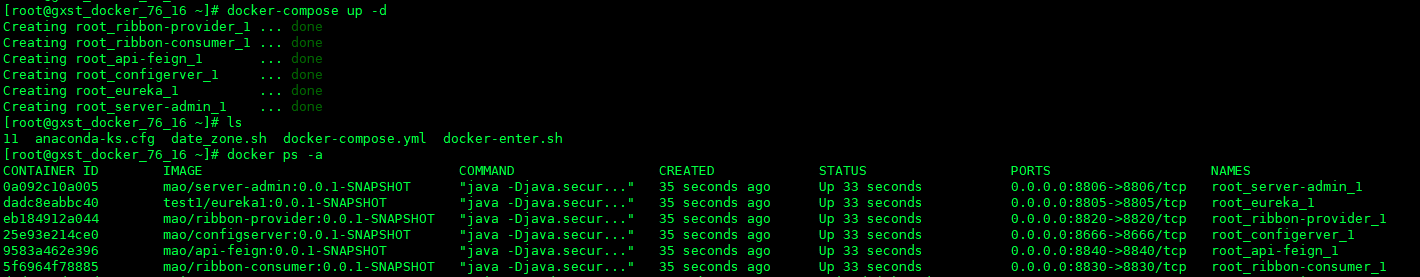 [root@gxst_docker_76_16 ~]# docker-compose up -d
Creating root_ribbon-provider_1 ... done
Creating root_ribbon-consumer_1 ... done
Creating root_api-feign_1       ... done
Creating root_configerver_1     ... done
Creating root_eureka_1          ... done
Creating root_server-admin_1    ... done
[root@gxst_docker_76_16 ~]# ls
11  anaconda-ks.cfg  date_zone.sh  docker-compose.yml  docker-enter.sh
[root@gxst_docker_76_16 ~]# docker ps -a
CONTAINER ID        IMAGE                                COMMAND                  CREATED             STATUS                  PORTS                    NAMES
0a092c10a005        mao/server-admin:0.0.1-SNAPSHOT      "java -Djava.secur..."   35 seconds ago      Up 33 seconds           0.0.0.0:8806->8806/tcp   root_server-admin_1
dadc8eabbc40        test1/eureka1:0.0.1-SNAPSHOT         "java -Djava.secur..."   35 seconds ago      Up 33 seconds           0.0.0.0:8805->8805/tcp   root_eureka_1
eb184912a044        mao/ribbon-provider:0.0.1-SNAPSHOT   "java -Djava.secur..."   35 seconds ago      Up 33 seconds           0.0.0.0:8820->8820/tcp   root_ribbon-provider_1
25e93e214ce0        mao/configserver:0.0.1-SNAPSHOT      "java -Djava.secur..."   35 seconds ago      Up 33 seconds           0.0.0.0:8666->8666/tcp   root_configerver_1
9583a462e396        mao/api-feign:0.0.1-SNAPSHOT         "java -Djava.secur..."   35 seconds ago      Up 33 seconds           0.0.0.0:8840->8840/tcp   root_api-feign_1
5f6964f78885        mao/ribbon-consumer:0.0.1-SNAPSHOT   "java -Djava.secur..."   35 seconds ago      Up 33 seconds           0.0.0.0:8830->8830/tcp   root_ribbon-consumer_1